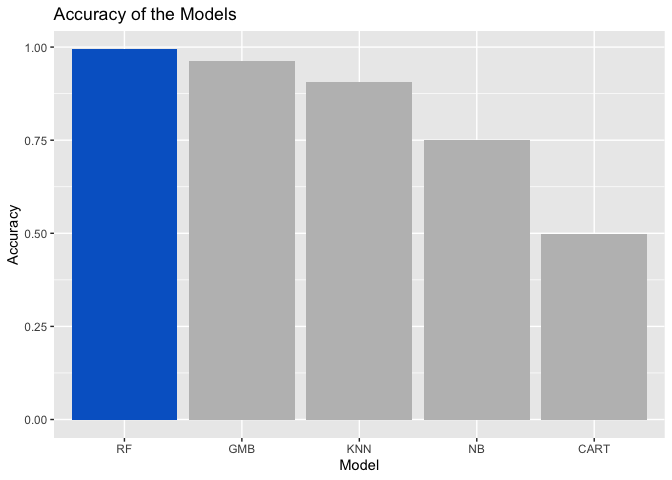 Accuracy of the Models
1.00
0.75
0.50
0.25
0.00
Accuracy
RF GMB KNN NB CART
Model